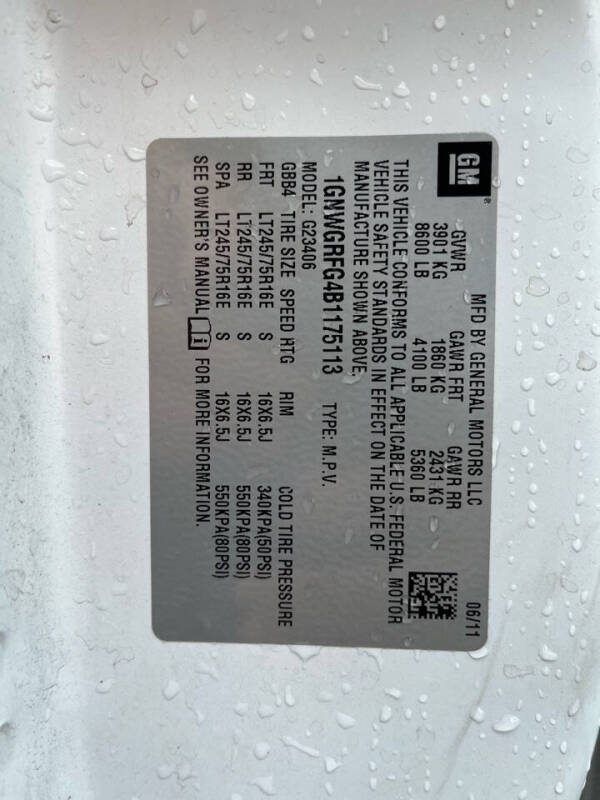 GM
MFD BY GENERAL MOTORS LLC 06/11
GVWR GAWR FRT GAWR RR
3901 KG 1860 KG 2431 KG
8600 LB 4100 LB 5360 LB
THIS VEHICLE CONFORMS TO ALL APPLICABLE U.S. FEDERAL MOTOR
VEHICLE SAFETY STANDARDS IN EFFECT ON THE DATE OF
MANUFACTURE SHOWN ABOVE.
1GNWGRFG4B1175113 TYPE: M.P.V.
MODEL: G23406
GBB4 TIRE SIZE SPEED RTG RIM COLD TIRE PRESSURE
FRT LT245/75R16E S 16X6.5J 340KPA(50PSI)
RR LT245/75R16E S 16X6.5J 550KPA(80PSI)
SPA LT245/75R16E S 16X6.5J 550KPA(80PSI)
SEE OWNER'S MANUAL i FOR MORE INFORMATION.